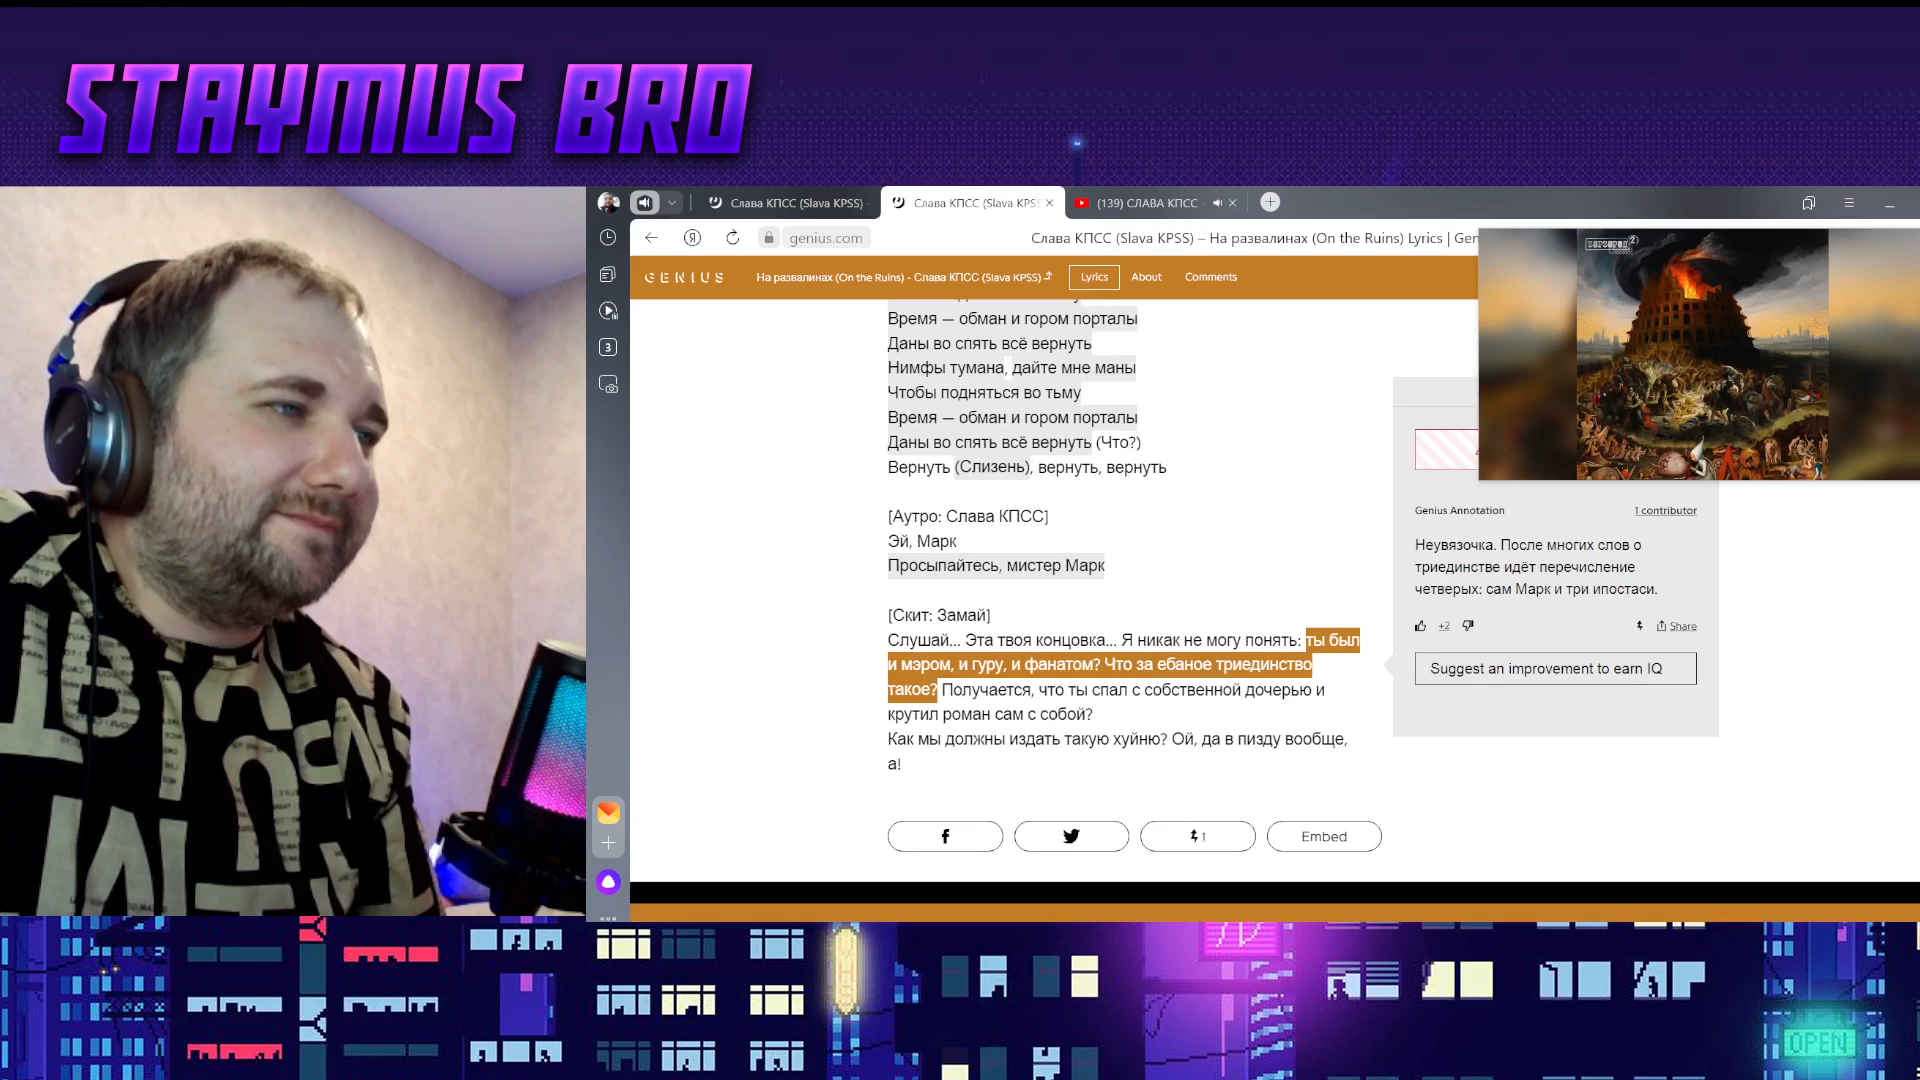 STAYMUS BRO
Слава КПСС (Slava KPSS)
Слава КПСС (Slava KPSS
(139) СЛАВА КПСС
genius.com
Слава КПСС (Slava KPSS) – На развалинах (On the Ruins) Lyrics | Gen
GENIUS
На развалинах (On the Ruins) - Слава КПСС (Slava KPSS)
Lyrics
About
Comments
Время — обман и гором порталы
Даны во спять всё вернуть
Нимфы тумана, дайте мне маны
Чтобы подняться во тьму
Время — обман и гором порталы
Даны во спять всё вернуть (Что?)
Вернуть (Слизень), вернуть, вернуть
[Аутро: Слава КПСС]
Эй, Марк
Просыпайтесь, мистер Марк
[Скит: Замай]
Слушай... Эта твоя концовка... Я никак не могу понять: ты был
и мэром, и гуру, и фанатом? Что за ебаное триединство
такое? Получается, что ты спал с собственной дочерью и
крутил роман сам с собой?
Как мы должны издать такую хуйню? Ой, да в пизду вообще,
а!
Genius Annotation
1 contributor
Неувязочка. После многих слов о
триединстве идёт перечисление
четверых: сам Марк и три ипостаси.
+2
Share
Suggest an improvement to earn IQ
1
Embed
3
OPEN